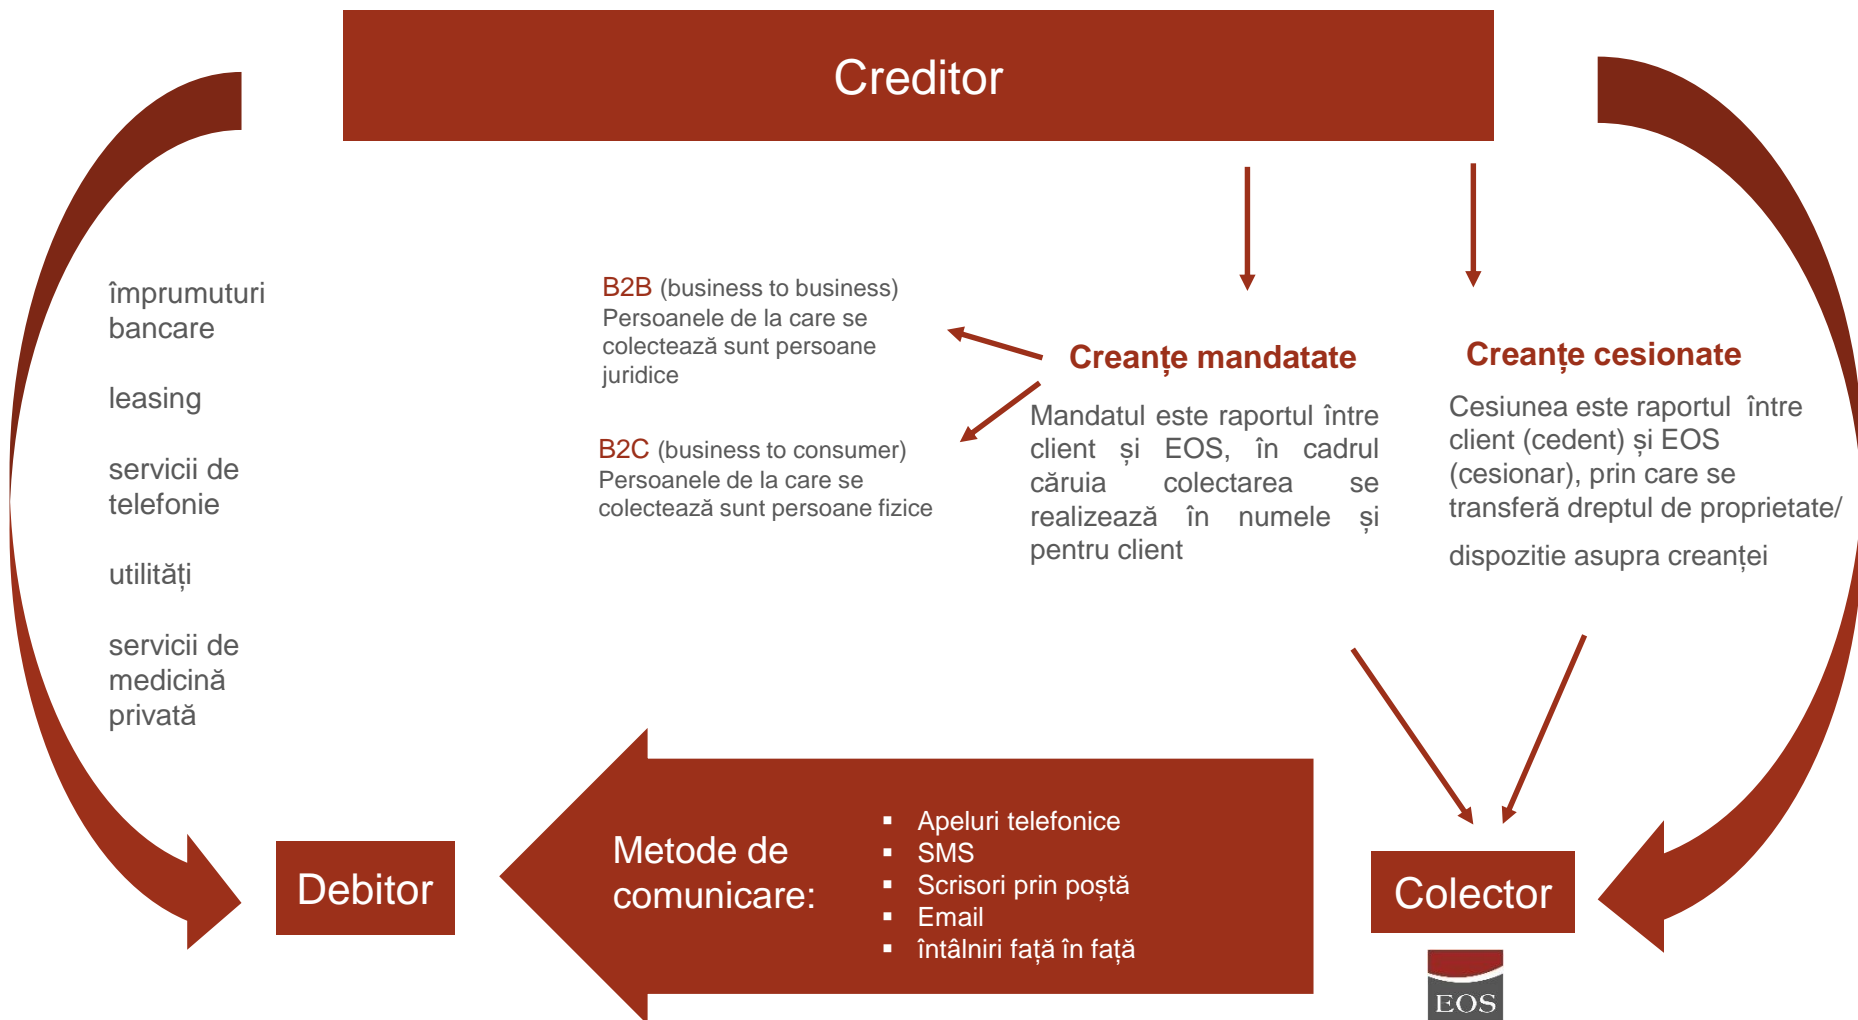 Creditor
împrumuturi
bancare
leasing
servicii de
telefonie
utilități
servicii de
medicină
privată
B2B (business to business)
Persoanele de la care se
colectează sunt persoane
juridice
B2C (business to consumer)
Persoanele de la care se
colectează sunt persoane fizice
Creanțe mandatate
Mandatul este raportul între
client și EOS, în cadrul
căruia colectarea se
realizează în numele și
pentru client
Creanțe cesionate
Cesiunea este raportul între
client (cedent) și EOS
(cesionar), prin care se
transferă dreptul de proprietate/
dispozitie asupra creanței
Debitor
Metode de
comunicare:
▪ Apeluri telefonice
▪ SMS
▪ Scrisori prin poștă
▪ Email
▪ întâlniri față în față
Colector
EOS